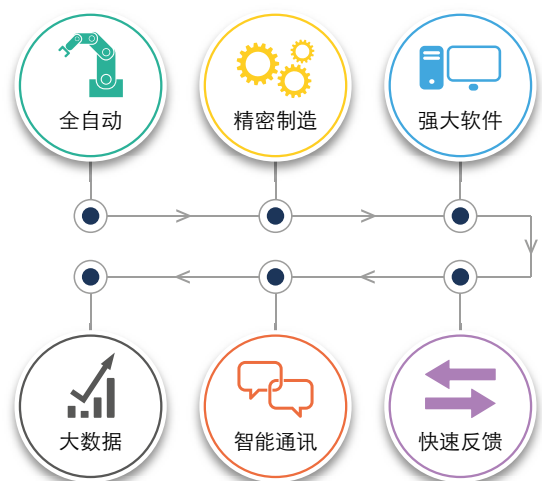 全自动
精密制造
强大软件
大数据
智能通讯
快速反馈